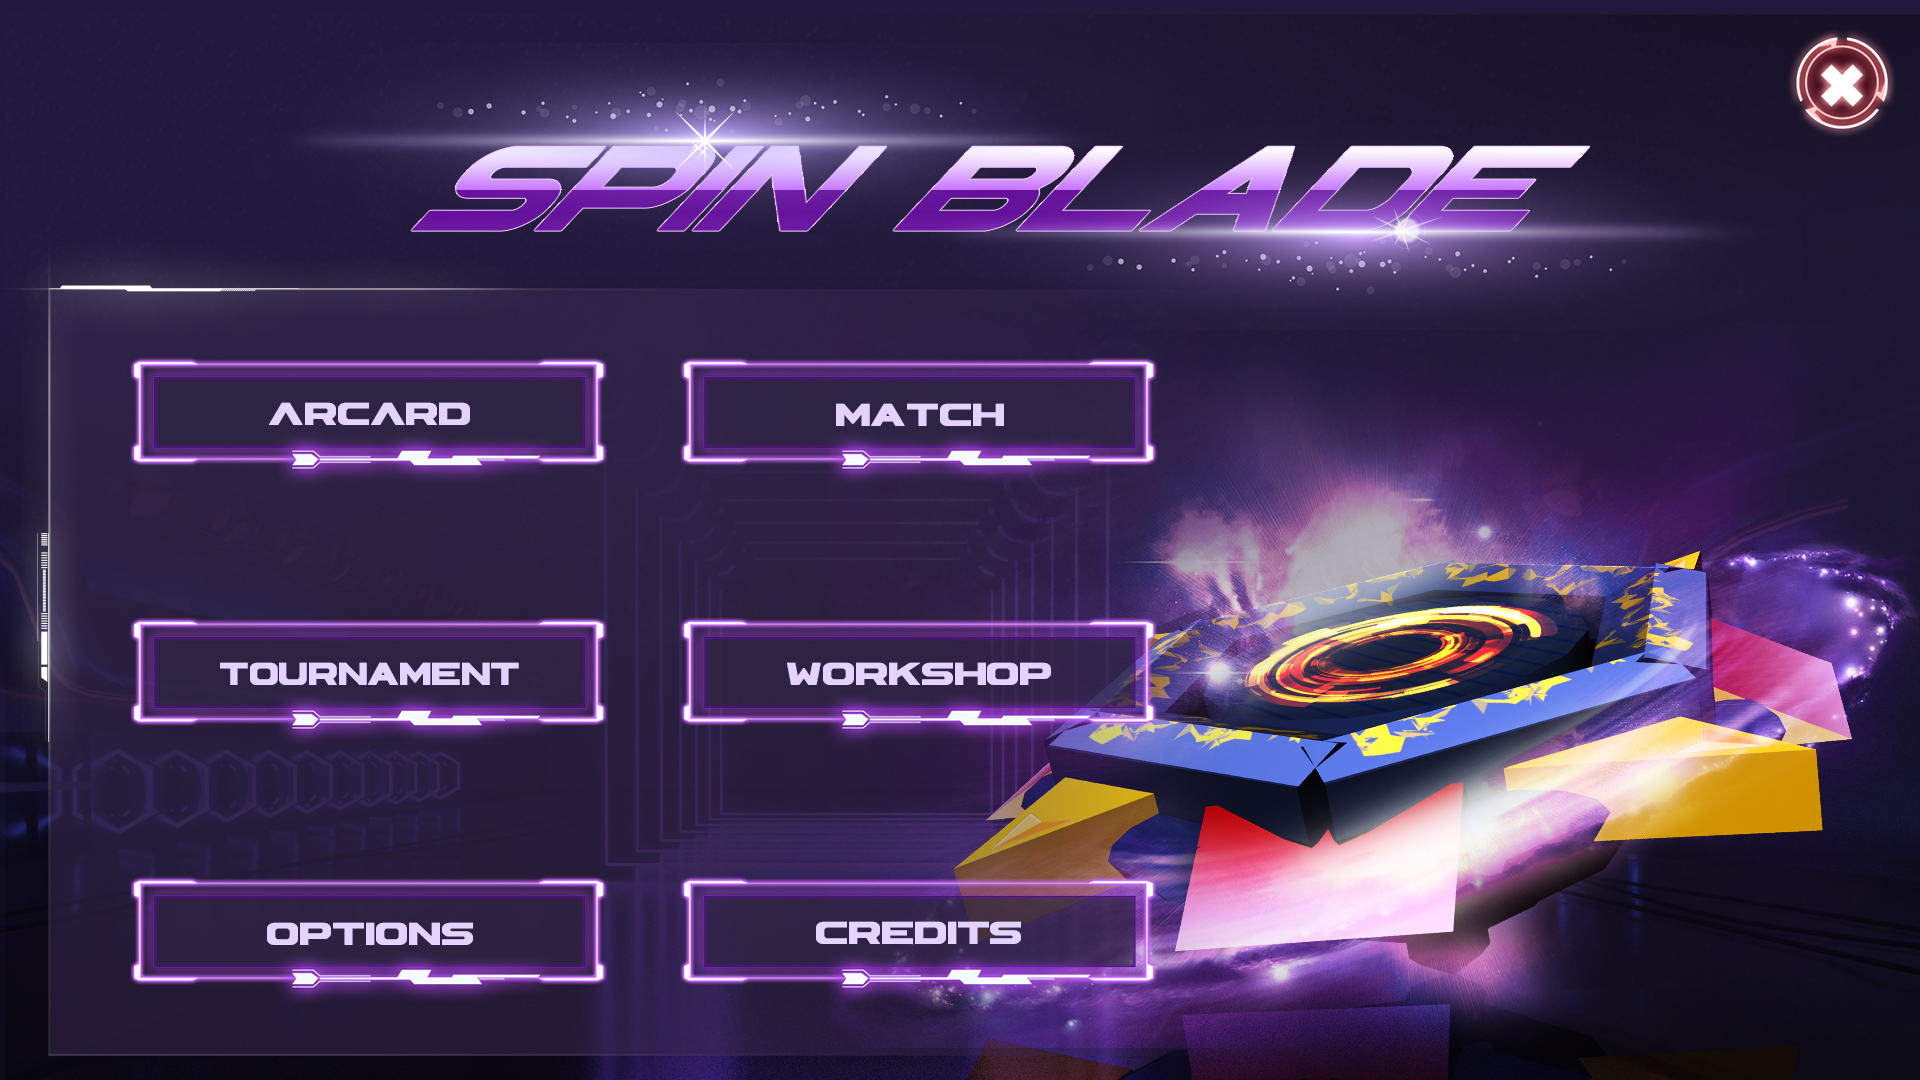 SPIN BLADE
ARCARD
MATCH
TOURNAMENT
WORKSHOP
OPTIONS
CREDITS